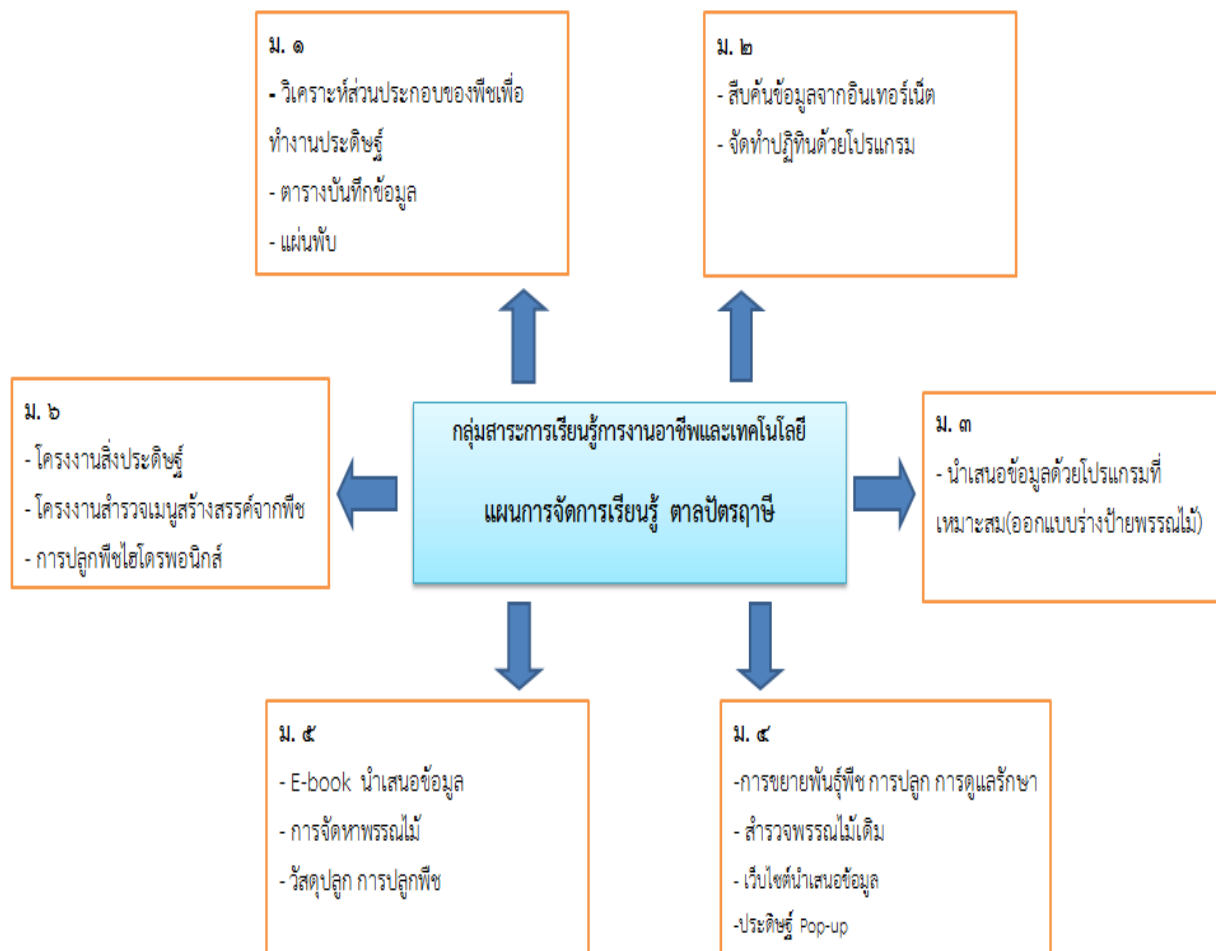 ม. ๑
- วิเคราะห์ส่วนประกอบของพืชเพื่อ
ทำงานประดิษฐ์
- ตารางบันทึกข้อมูล
- แผ่นพับ
ม. ๒
- สืบค้นข้อมูลจากอินเทอร์เน็ต
- จัดทำปฏิทินด้วยโปรแกรม
ม. ๖
- โครงงานสิ่งประดิษฐ์
- โครงงานสำรวจเมนูสร้างสรรค์จากพืช
- การปลูกพืชไฮโดรพอนิกส์
กลุ่มสาระการเรียนรู้การงานอาชีพและเทคโนโลยี
แผนการจัดการเรียนรู้ ตาลปัตรฤาษี
ม. ๓
- นำเสนอข้อมูลด้วยโปรแกรมที่
เหมาะสม(ออกแบบร่างป้ายพรรณไม้)
ม. ๕
- E-book นำเสนอข้อมูล
- การจัดหาพรรณไม้
- วัสดุปลูก การปลูกพืช
ม. ๔
-การขยายพันธุ์พืช การปลูก การดูแลรักษา
- สำรวจพรรณไม้เดิม
- เว็บไซต์นำเสนอข้อมูล
-ประดิษฐ์ Pop-up